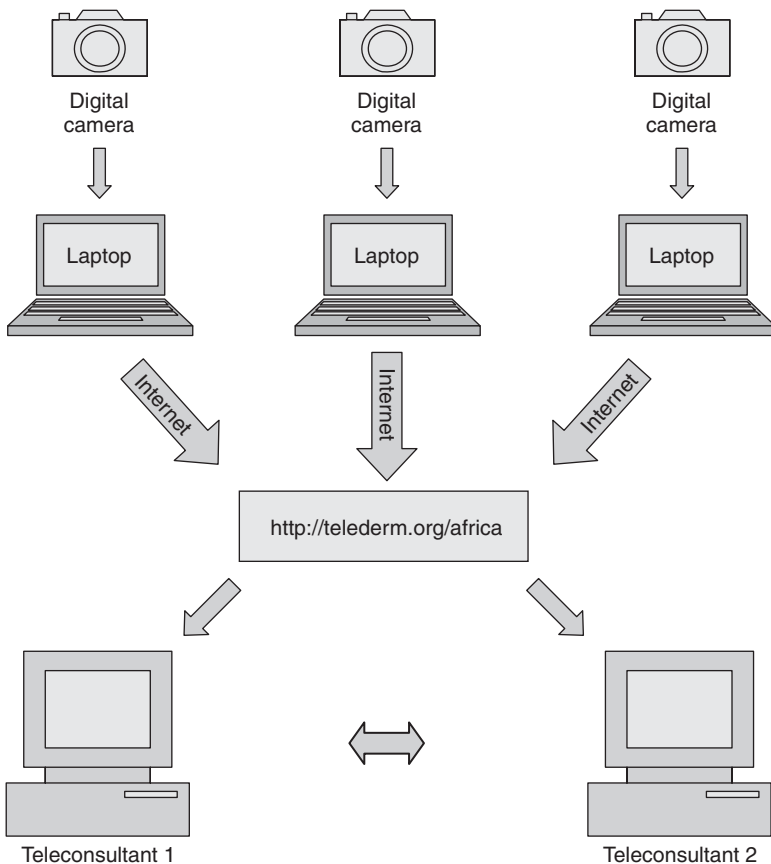 Digital
camera
Digital
camera
Digital
camera
Laptop
Laptop
Laptop
Internet
Internet
Internet
http://telederm.org/africa
Teleconsultant 1
Teleconsultant 2